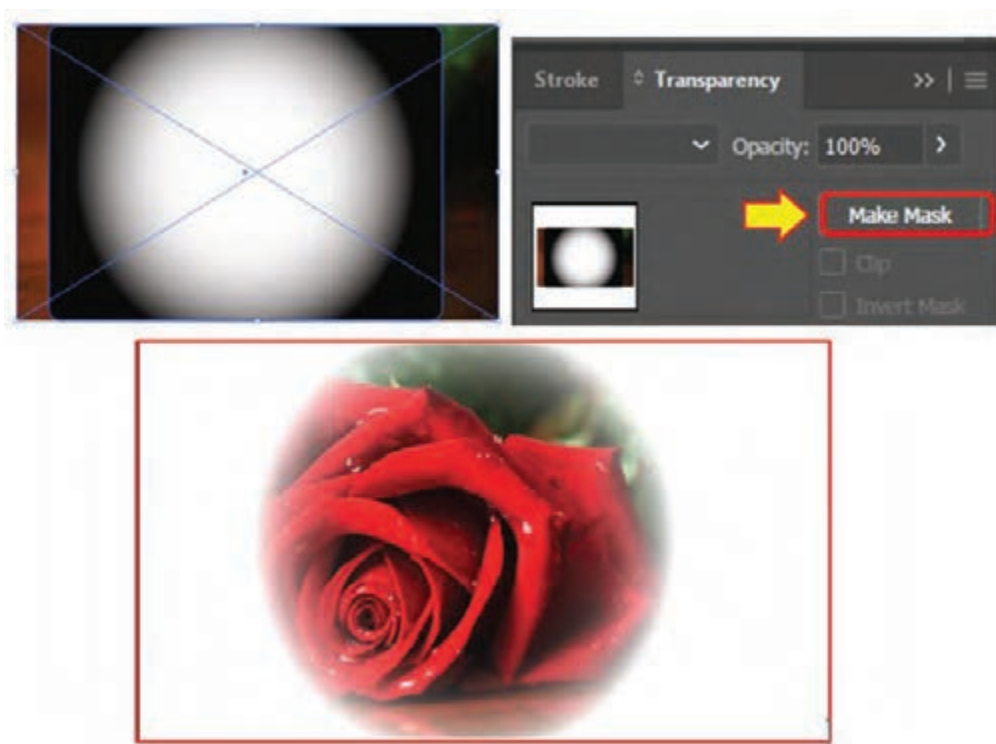 Stroke Transparency
Opacity: 100%
Make Mask
Clip
Invert Mask